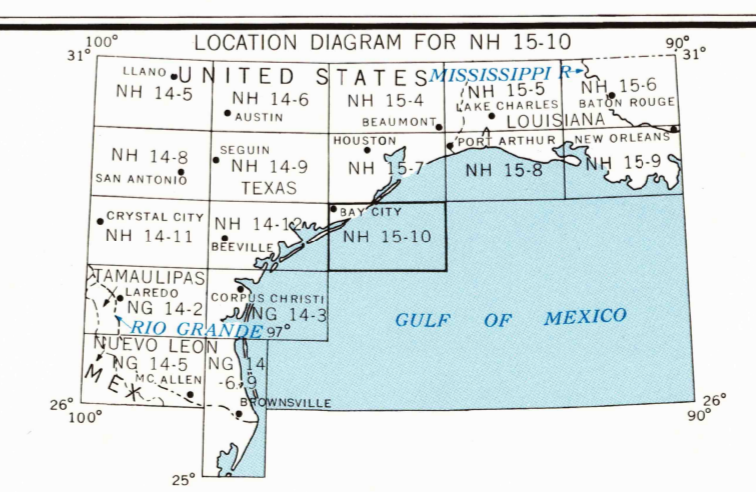 LOCATION DIAGRAM FOR NH 15-10
100° 90°
31° 31°
LLANO UNITED STATES MISSISSIPPI R
NH 14-5 NH 14-6 NH 15-4 NH 15-5 NH 15-6
AUSTIN BEAUMONT LAKE CHARLES BATON ROUGE
LOUISIANA
HOUSTON PORT ARTHUR NEW ORLEANS
NH 14-8 SEGUIN NH 14-9 NH 15-7 NH 15-8 NH 15-9
SAN ANTONIO TEXAS
CRYSTAL CITY NH 14-12 BAY CITY
NH 14-11 BEEVILLE NH 15-10
TAMAULIPAS
LAREDO CORPUS CHRISTI
NG 14-2 NG 14-3 GULF OF MEXICO
RIO GRANDE 97°
NUEVO LEON NG 14
NG 14-5 -6,9
MEX MC ALLEN
BROWNSVILLE
26° 26°
100° 90°
25°